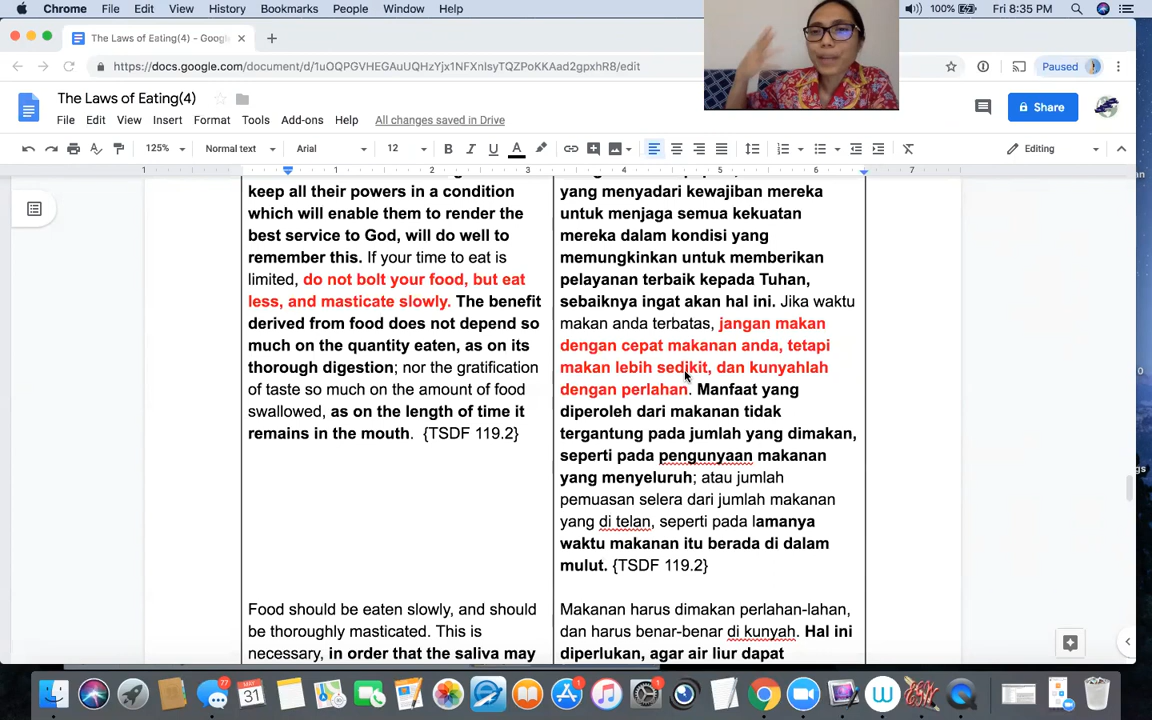 Chrome File Edit View History Bookmarks People Window Help
100% Fri 8:35 PM
The Laws of Eating(4) - Googl
https://docs.google.com/document/d/1uOQPGVHEGAuUQHzYjx1NFXnlsyTQZPoKKAad2gpxhR8/edit
Paused
The Laws of Eating(4)
Share
File Edit View Insert Format Tools Add-ons Help All changes saved in Drive
125% Normal text Arial 12 B I U A Editing
1 1 2 3 4 5 6 7
keep all their powers in a condition
which will enable them to render the
best service to God, will do well to
remember this. If your time to eat is
limited, do not bolt your food, but eat
less, and masticate slowly. The benefit
derived from food does not depend so
much on the quantity eaten, as on its
thorough digestion; nor the gratification
of taste so much on the amount of food
swallowed, as on the length of time it
remains in the mouth. {TSDF 119.2}
Food should be eaten slowly, and should
be thoroughly masticated. This is
necessary, in order that the saliva may
yang menyadari kewajiban mereka
untuk menjaga semua kekuatan
mereka dalam kondisi yang
memungkinkan untuk memberikan
pelayanan terbaik kepada Tuhan,
sebaiknya ingat akan hal ini. Jika waktu
makan anda terbatas, jangan makan
dengan cepat makanan anda, tetapi
makan lebih sedikit, dan kunyahlah
dengan perlahan. Manfaat yang
diperoleh dari makanan tidak
tergantung pada jumlah yang dimakan,
seperti pada pengunyaan makanan
yang menyeluruh; atau jumlah
pemuasan selera dari jumlah makanan
yang di telan, seperti pada lamanya
waktu makanan itu berada di dalam
mulut. {TSDF 119.2}
Makanan harus dimakan perlahan-lahan,
dan harus benar-benar di kunyah. Hal ini
diperlukan, agar air liur dapat
77
31
1
1